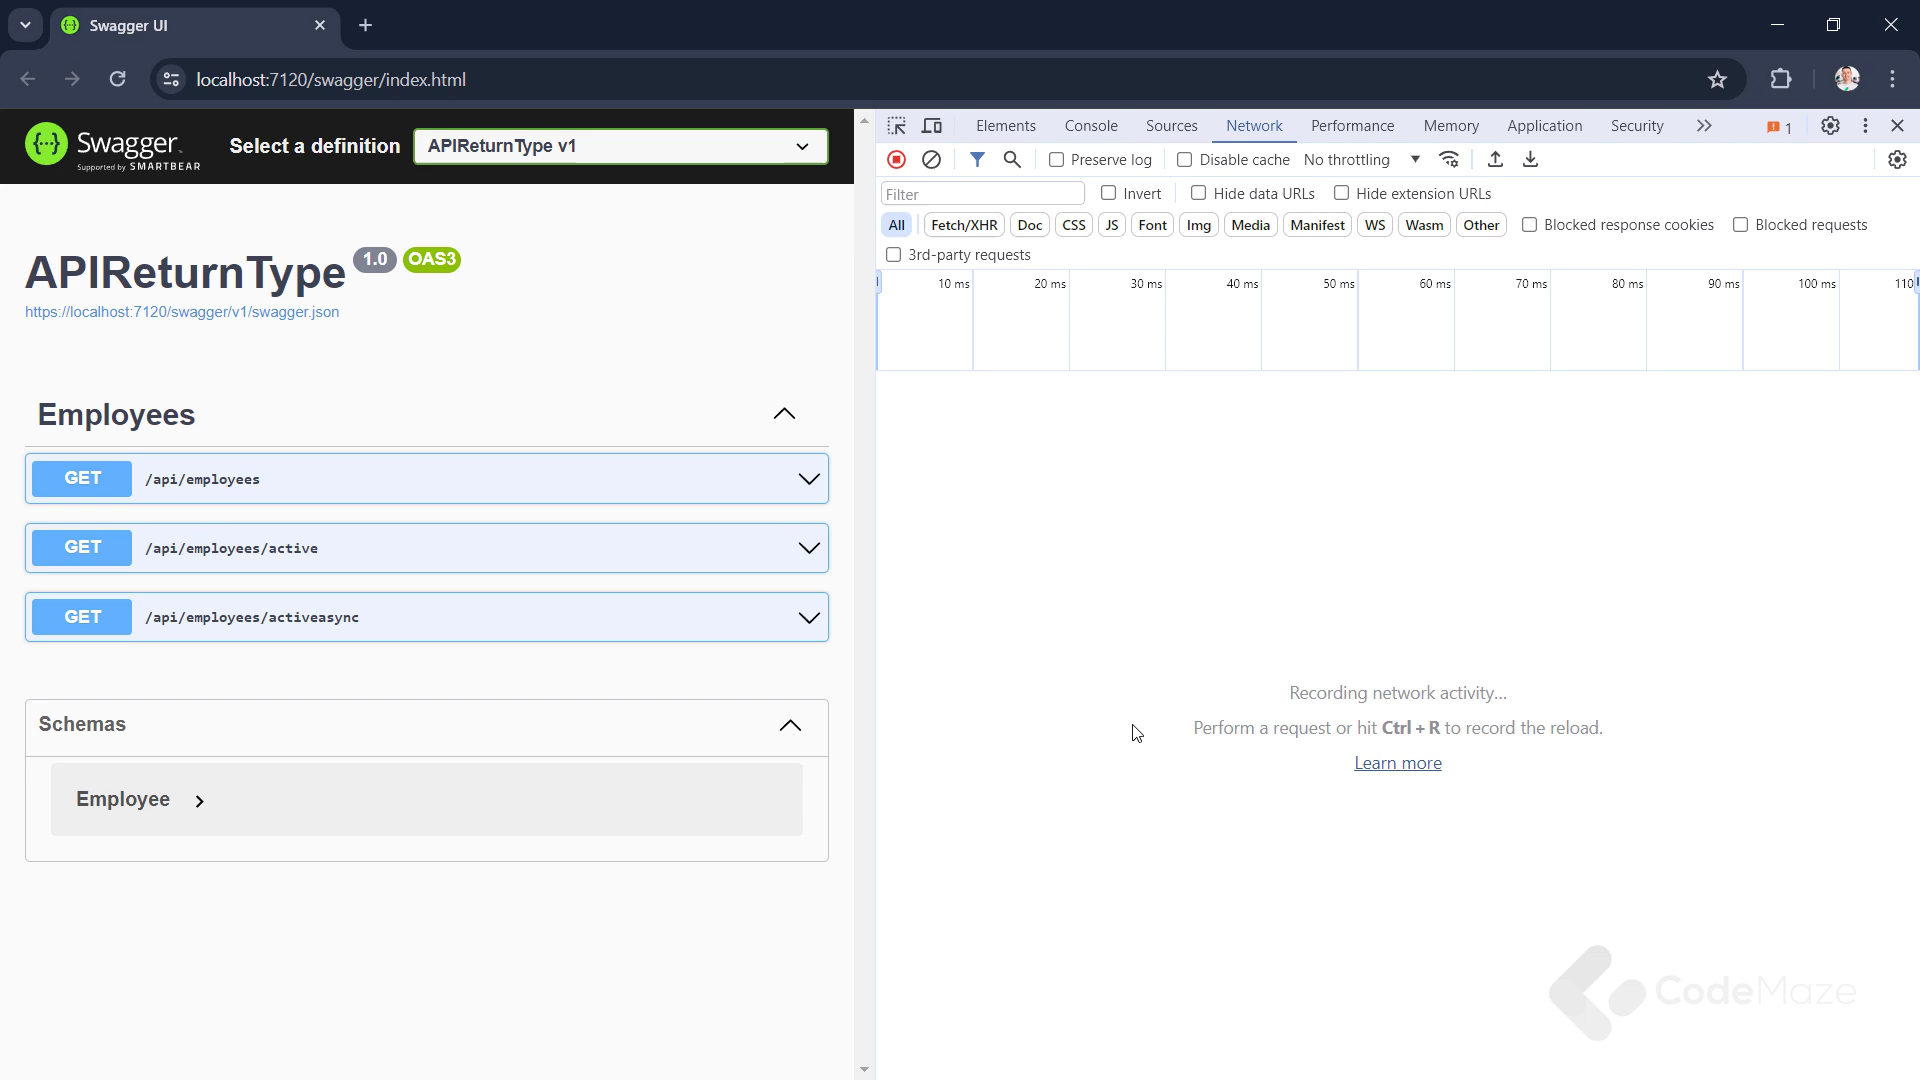 Swagger UI
localhost:7120/swagger/index.html
Swagger
Supported by SMARTBEAR
Select a definition
APIReturnType v1
APIReturnType 1.0 OAS3
https://localhost:7120/swagger/v1/swagger.json
Employees
GET /api/employees
GET /api/employees/active
GET /api/employees/activeasync
Schemas
Employee
Elements Console Sources Network Performance Memory Application Security 1
Preserve log Disable cache No throttling
Filter Invert Hide data URLs Hide extension URLs
All Fetch/XHR Doc CSS JS Font Img Media Manifest WS Wasm Other Blocked response cookies Blocked requests
3rd-party requests
10 ms 20 ms 30 ms 40 ms 50 ms 60 ms 70 ms 80 ms 90 ms 100 ms 110
Recording network activity...
Perform a request or hit Ctrl + R to record the reload.
Learn more
CodeMaze